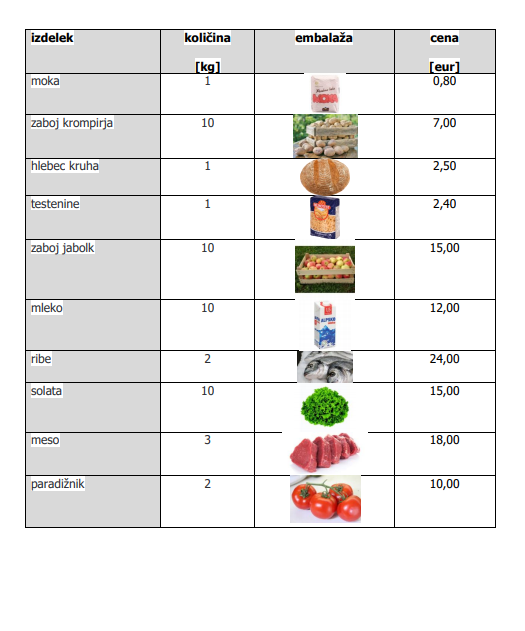 izdelek količina embalaža cena
[kg] [eur]
moka 1 0,80
zaboj krompirja 10 7,00
hlebec kruha 1 2,50
testenine 1 2,40
zaboj jabolk 10 15,00
mleko 10 12,00
ALPSKO
ribe 2 24,00
solata 10 15,00
meso 3 18,00
paradižnik 2 10,00